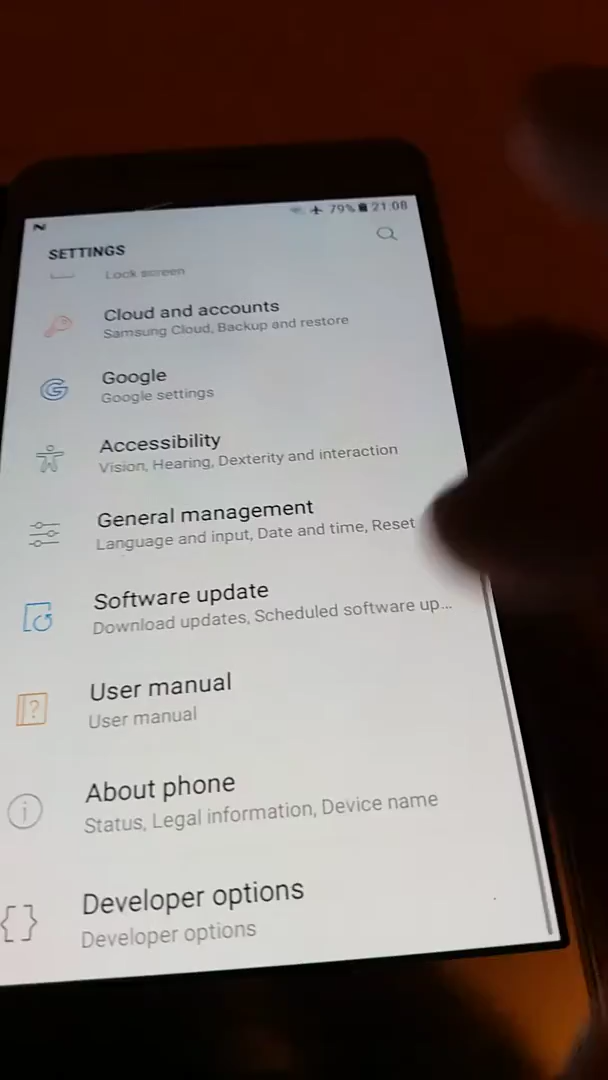 N
79% 21:08
SETTINGS
Lock screen
Cloud and accounts
Samsung Cloud, Backup and restore
G
Google
Google settings
Accessibility
Vision, Hearing, Dexterity and interaction
General management
Language and input, Date and time, Reset
Software update
Download updates, Scheduled software up...
?
User manual
User manual
i
About phone
Status, Legal information, Device name
{ }
Developer options
Developer options